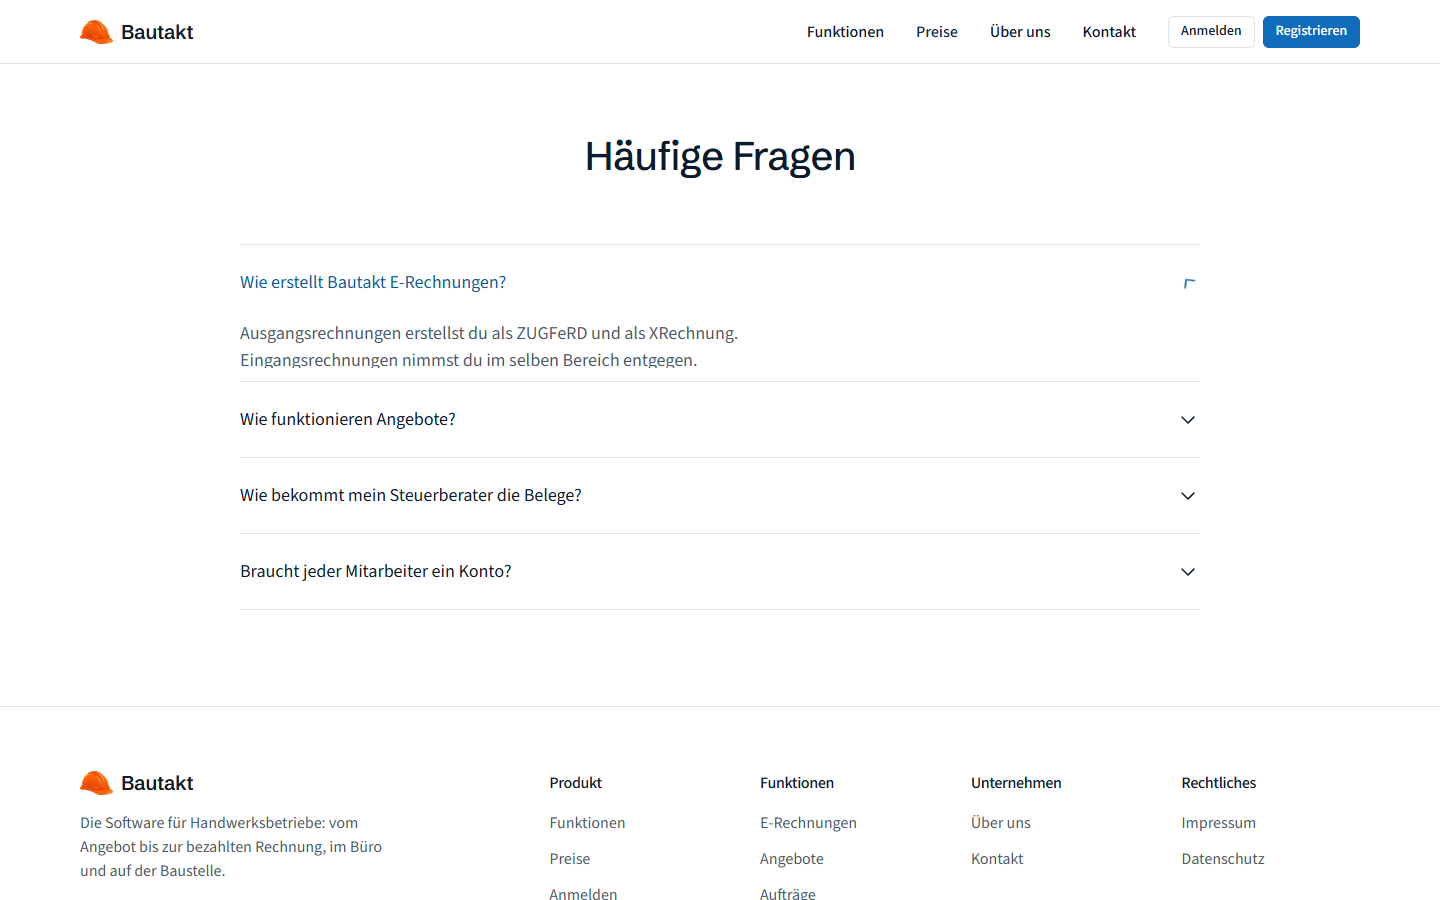 Bautakt
Funktionen
Preise
Über uns
Kontakt
Anmelden
Registrieren
Häufige Fragen
Wie erstellt Bautakt E-Rechnungen?
Ausgangsrechnungen erstellst du als ZUGFeRD und als XRechnung.
Eingangsrechnungen nimmst du im selben Bereich entgegen.
Wie funktionieren Angebote?
Wie bekommt mein Steuerberater die Belege?
Braucht jeder Mitarbeiter ein Konto?
Bautakt
Die Software für Handwerksbetriebe: vom
Angebot bis zur bezahlten Rechnung, im Büro
und auf der Baustelle.
Produkt
Funktionen
Preise
Anmelden
Funktionen
E-Rechnungen
Angebote
Aufträge
Unternehmen
Über uns
Kontakt
Rechtliches
Impressum
Datenschutz